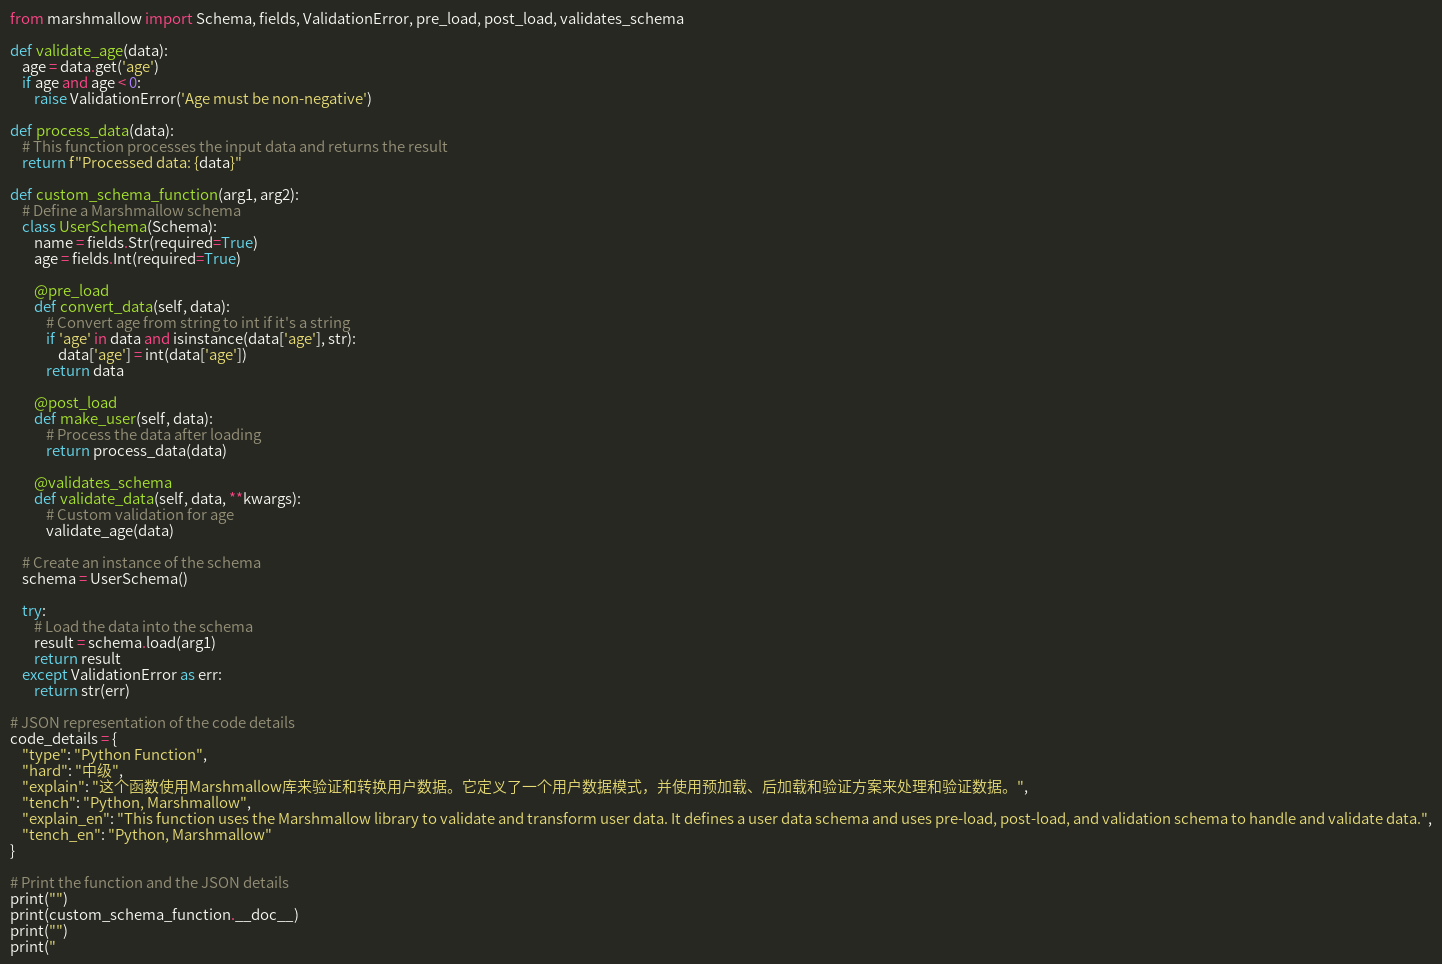 from marshmallow import Schema, fields, ValidationError, pre_load, post_load, validates_schema

def validate_age(data):
    age = data.get('age')
    if age and age < 0:
        raise ValidationError('Age must be non-negative')

def process_data(data):
    # This function processes the input data and returns the result
    return f"Processed data: {data}"

def custom_schema_function(arg1, arg2):
    # Define a Marshmallow schema
    class UserSchema(Schema):
        name = fields.Str(required=True)
        age = fields.Int(required=True)

        @pre_load
        def convert_data(self, data):
            # Convert age from string to int if it's a string
            if 'age' in data and isinstance(data['age'], str):
                data['age'] = int(data['age'])
            return data

        @post_load
        def make_user(self, data):
            # Process the data after loading
            return process_data(data)

        @validates_schema
        def validate_data(self, data, **kwargs):
            # Custom validation for age
            validate_age(data)

    # Create an instance of the schema
    schema = UserSchema()

    try:
        # Load the data into the schema
        result = schema.load(arg1)
        return result
    except ValidationError as err:
        return str(err)

# JSON representation of the code details
code_details = {
    "type": "Python Function",
    "hard": "中级",
    "explain": "这个函数使用Marshmallow库来验证和转换用户数据。它定义了一个用户数据模式，并使用预加载、后加载和验证方案来处理和验证数据。",
    "tench": "Python, Marshmallow",
    "explain_en": "This function uses the Marshmallow library to validate and transform user data. It defines a user data schema and uses pre-load, post-load, and validation schema to handle and validate data.",
    "tench_en": "Python, Marshmallow"
}

# Print the function and the JSON details
print("")
print(custom_schema_function.__doc__)
print("")
print("